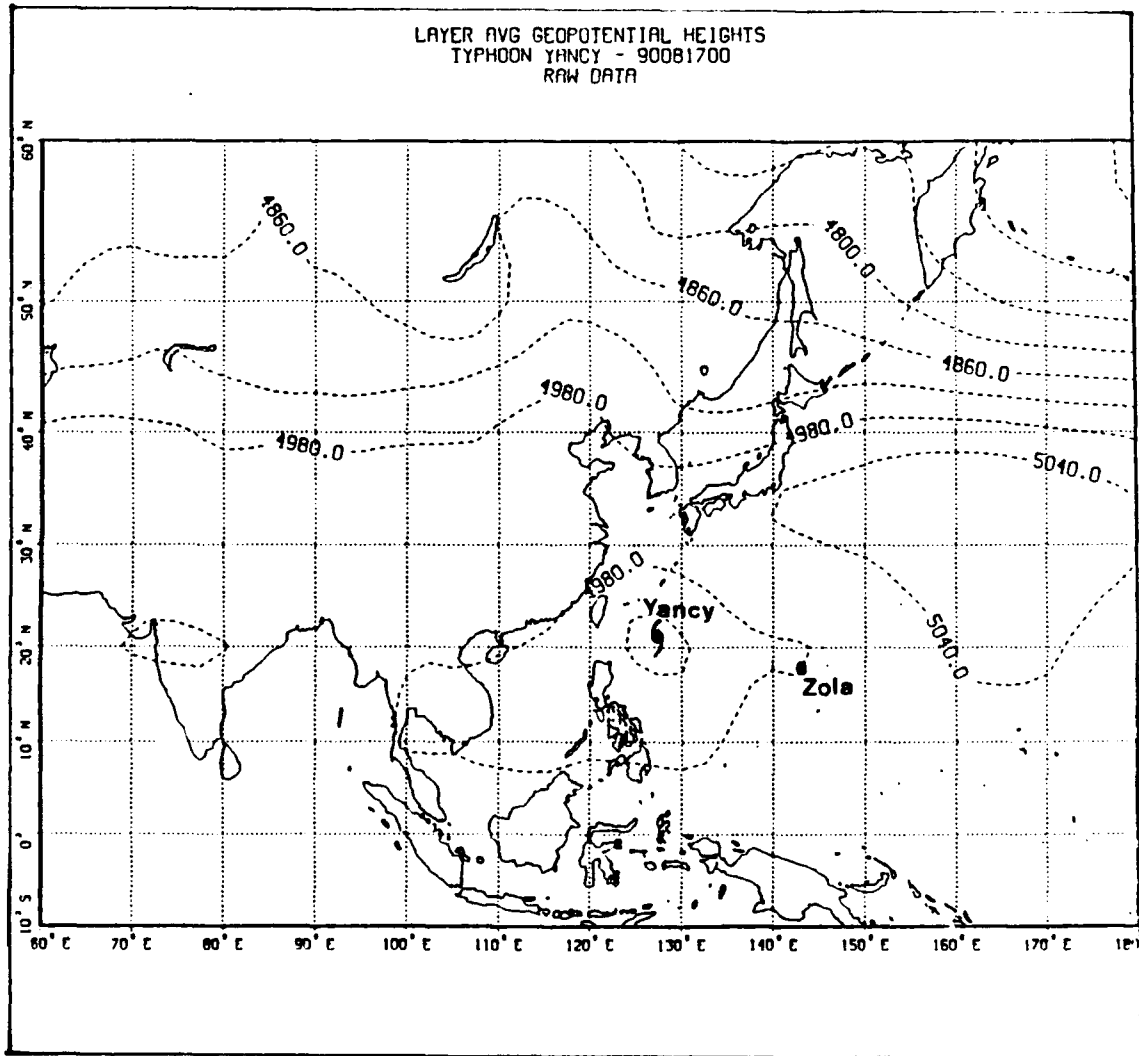 LAYER AVG GEOPOTENTIAL HEIGHTS
TYPHOON YANCY - 90081700
RAW DATA
60° N
4860.0
4800.0
50° N
4860.0
4860.0
4980.0
40° N
4980.0
4980.0
5040.0
30° N
4980.0
Yancy
5040.0
20° N
Zola
10° N
0°
10° S
60° E 70° E 80° E 90° E 100° E 110° E 120° E 130° E 140° E 150° E 160° E 170° E